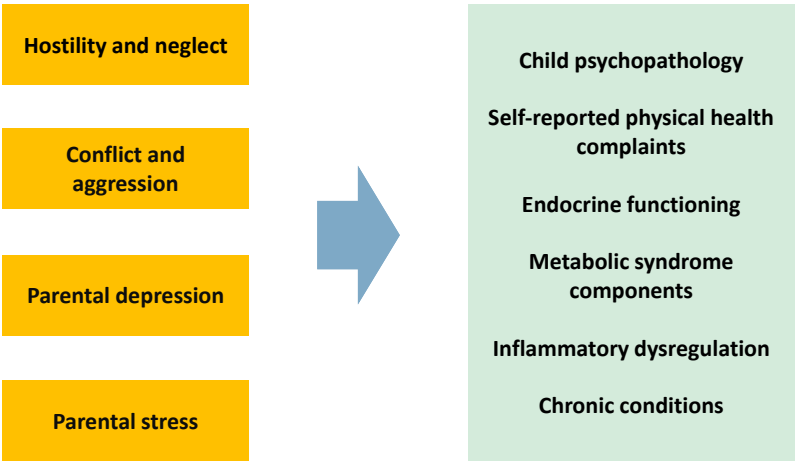 Hostility and neglect
Conflict and
aggression
Parental depression
Parental stress
Child psychopathology
Self-reported physical health
complaints
Endocrine functioning
Metabolic syndrome
components
Inflammatory dysregulation
Chronic conditions